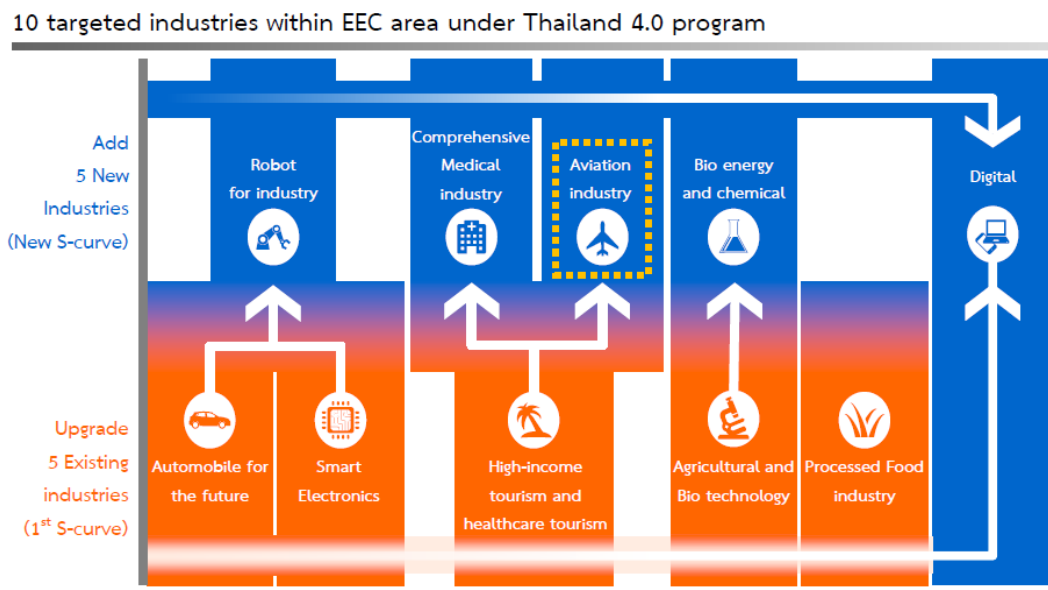 10 targeted industries within EEC area under Thailand 4.0 program
Add
5 New
Industries
(New S-curve)
Robot
for industry
Comprehensive
Medical
industry
Aviation
industry
Bio energy
and chemical
Digital
Upgrade
5 Existing
industries
(1st S-curve)
Automobile for
the future
Smart
Electronics
High-income
tourism and
healthcare tourism
Agricultural and
Bio technology
Processed Food
industry